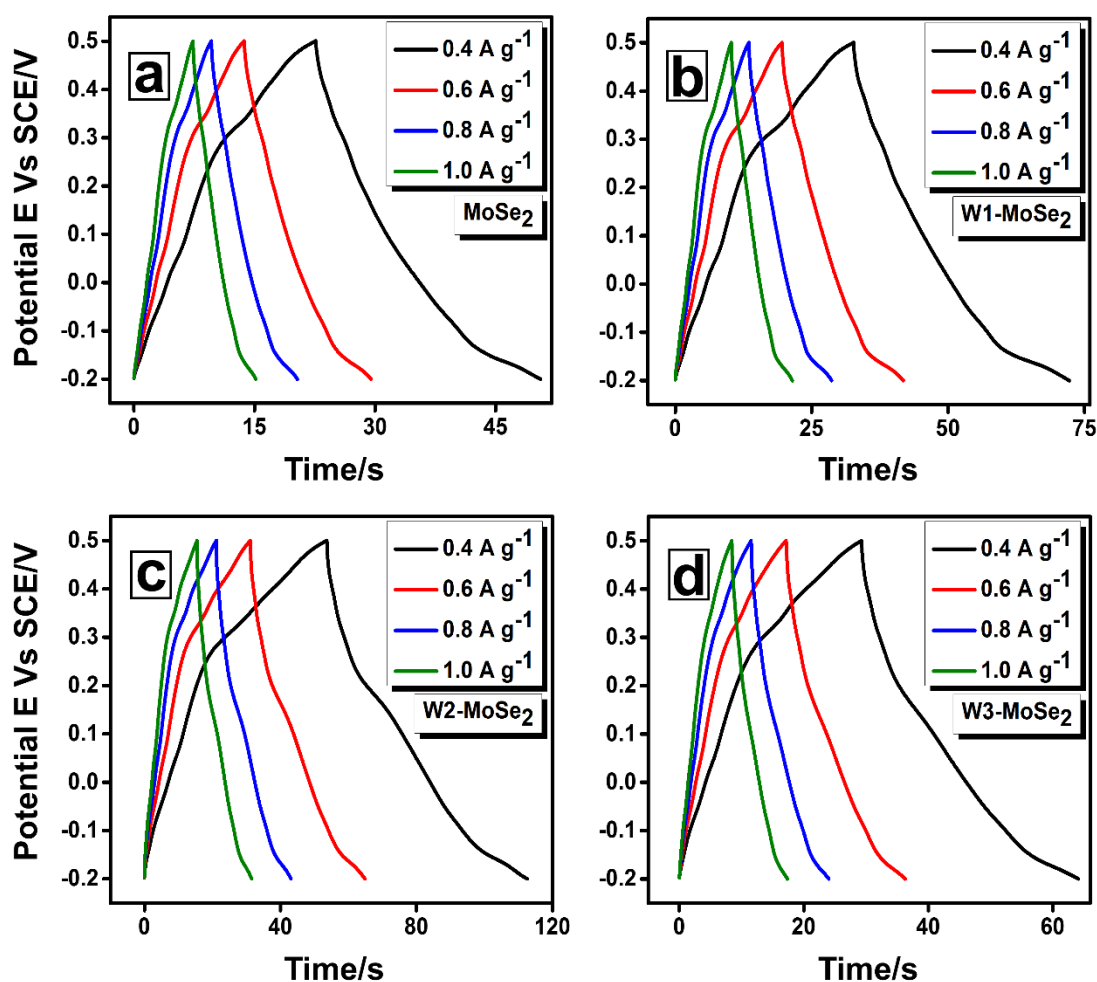 a
0.4 A g⁻¹
0.6 A g⁻¹
0.8 A g⁻¹
1.0 A g⁻¹
MoSe₂
Potential E Vs SCE/V
0.5
0.4
0.3
0.2
0.1
0.0
-0.1
-0.2
0 15 30 45
Time/s
b
0.4 A g⁻¹
0.6 A g⁻¹
0.8 A g⁻¹
1.0 A g⁻¹
W1-MoSe₂
0.5
0.4
0.3
0.2
0.1
0.0
-0.1
-0.2
0 25 50 75
Time/s
c
0.4 A g⁻¹
0.6 A g⁻¹
0.8 A g⁻¹
1.0 A g⁻¹
W2-MoSe₂
Potential E Vs SCE/V
0.5
0.4
0.3
0.2
0.1
0.0
-0.1
-0.2
0 40 80 120
Time/s
d
0.4 A g⁻¹
0.6 A g⁻¹
0.8 A g⁻¹
1.0 A g⁻¹
W3-MoSe₂
0.5
0.4
0.3
0.2
0.1
0.0
-0.1
-0.2
0 20 40 60
Time/s